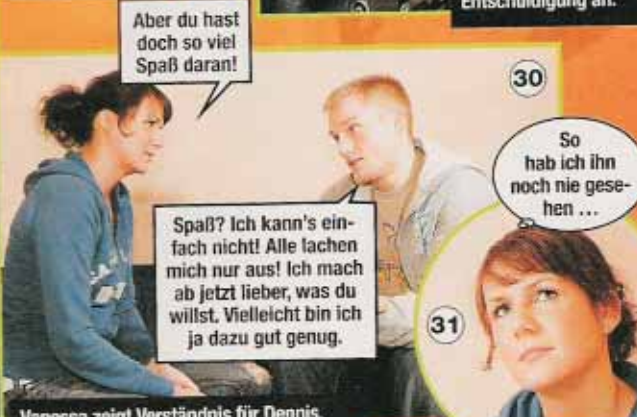 Entschuldigung an.
Aber du hast
doch so viel
Spaß daran!
30
So
hab ich ihn
noch nie gese-
hen ...
Spaß? Ich kann's ein-
fach nicht! Alle lachen
mich nur aus! Ich mach
ab jetzt lieber, was du
willst. Vielleicht bin ich
ja dazu gut genug.
31
Vanessa zeigt Verständnis für Dennis.